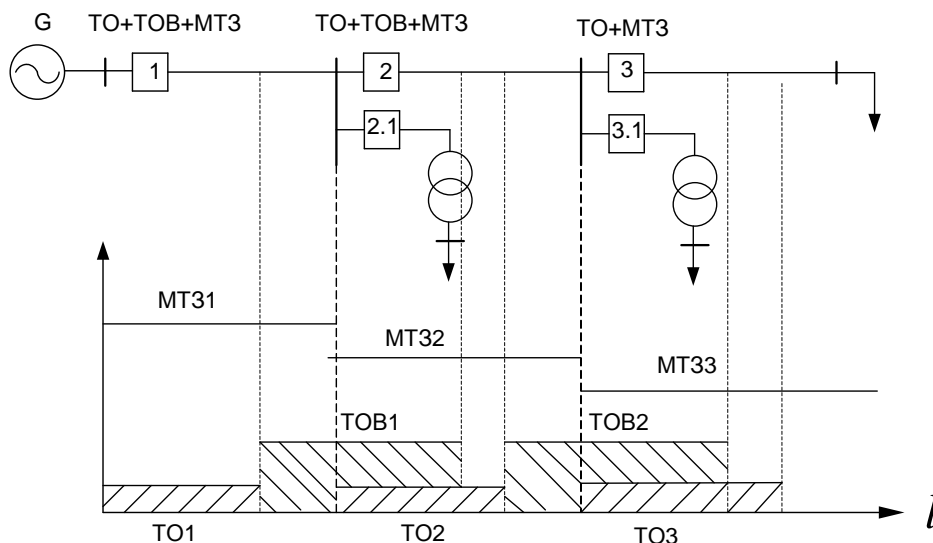 G
ТО+ТОВ+МТЗ
ТО+ТОВ+МТЗ
ТО+МТЗ
1
2
3
2.1
3.1
МТЗ1
МТЗ2
МТЗ3
ТОВ1
ТОВ2
ТО1
ТО2
ТО3
l